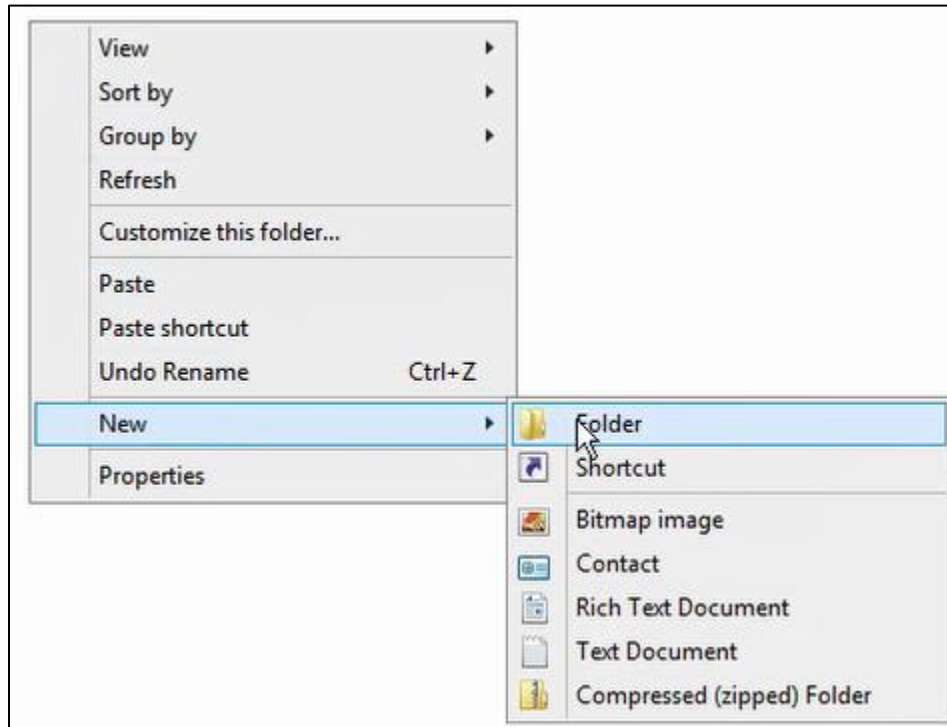 View
Sort by
Group by
Refresh
Customize this folder...
Paste
Paste shortcut
Undo Rename Ctrl+Z
New
Properties
Folder
Shortcut
Bitmap image
Contact
Rich Text Document
Text Document
Compressed (zipped) Folder